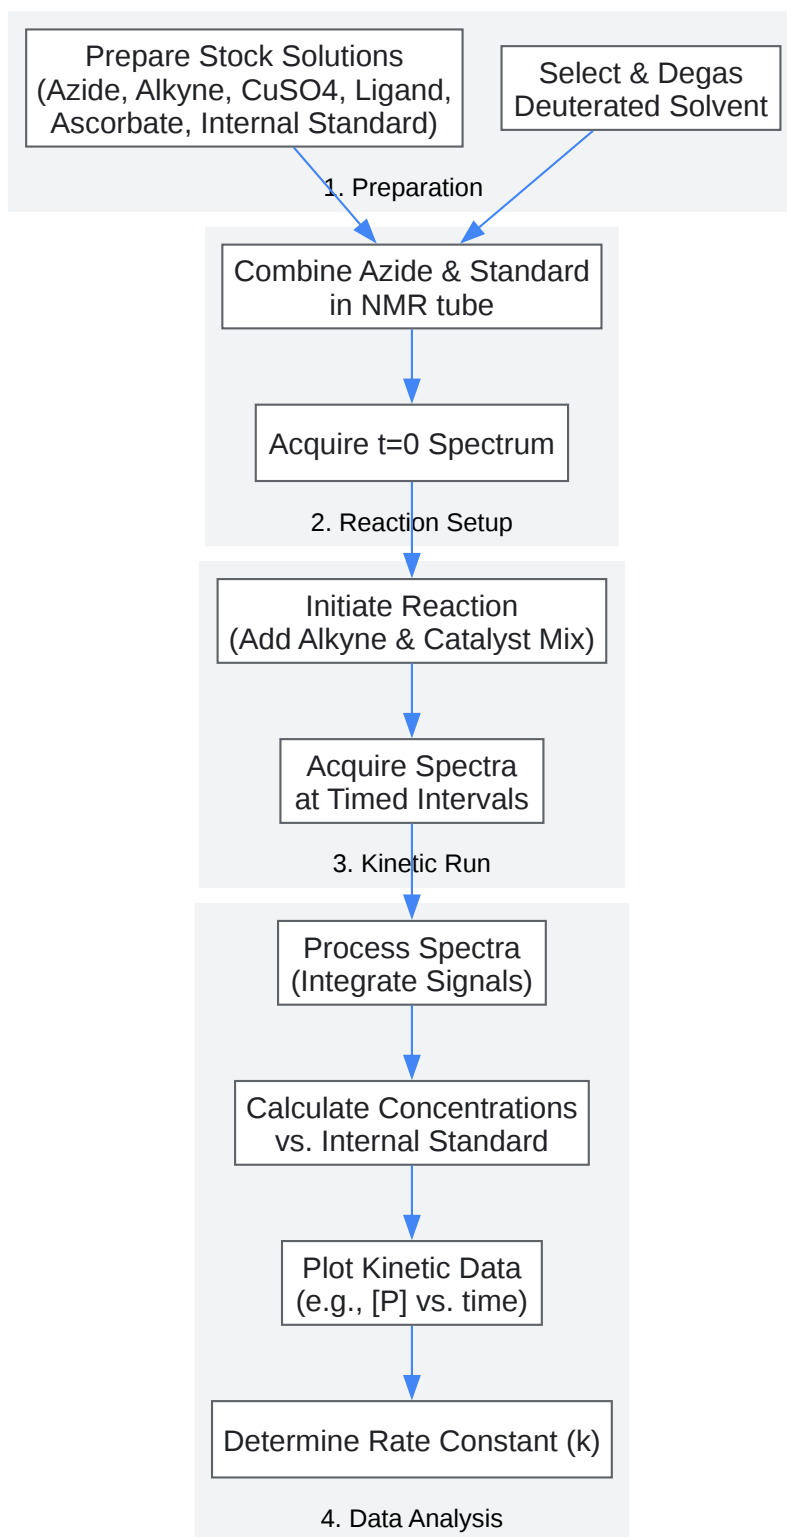 Prepare Stock Solutions
(Azide, Alkyne, CuSO4, Ligand,
Ascorbate, Internal Standard)
Select & Degas
Deuterated Solvent
1. Preparation
Combine Azide & Standard
in NMR tube
Acquire t=0 Spectrum
2. Reaction Setup
Initiate Reaction
(Add Alkyne & Catalyst Mix)
Acquire Spectra
at Timed Intervals
3. Kinetic Run
Process Spectra
(Integrate Signals)
Calculate Concentrations
vs. Internal Standard
Plot Kinetic Data
(e.g., [P] vs. time)
Determine Rate Constant (k)
4. Data Analysis